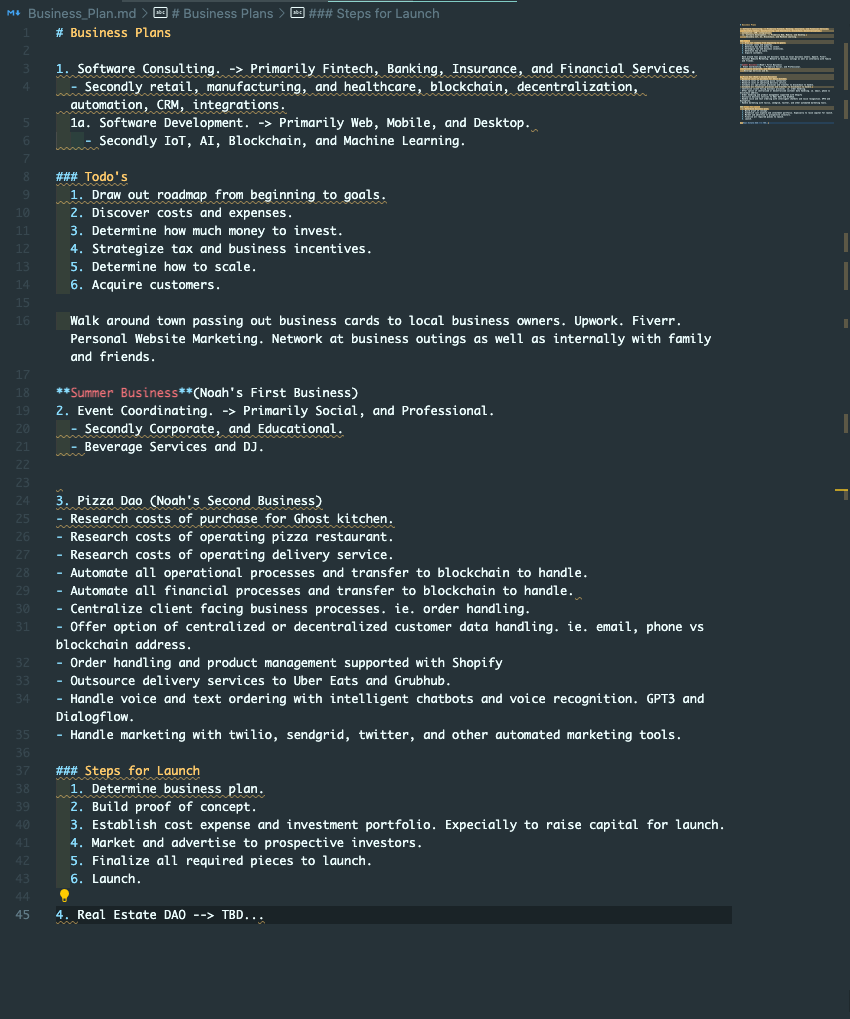 Business_Plan.md > # Business Plans > ### Steps for Launch
1 # Business Plans
2
3 1. Software Consulting. -> Primarily Fintech, Banking, Insurance, and Financial Services.
4 - Secondly retail, manufacturing, and healthcare, blockchain, decentralization,
automation, CRM, integrations.
5 1a. Software Development. -> Primarily Web, Mobile, and Desktop.
6 - Secondly IoT, AI, Blockchain, and Machine Learning.
7
8 ### Todo's
9 1. Draw out roadmap from beginning to goals.
10 2. Discover costs and expenses.
11 3. Determine how much money to invest.
12 4. Strategize tax and business incentives.
13 5. Determine how to scale.
14 6. Acquire customers.
15
16 Walk around town passing out business cards to local business owners. Upwork. Fiverr.
Personal Website Marketing. Network at business outings as well as internally with family
and friends.
17
18 **Summer Business**(Noah's First Business)
19 2. Event Coordinating. -> Primarily Social, and Professional.
20 - Secondly Corporate, and Educational.
21 - Beverage Services and DJ.
22
23
24 3. Pizza Dao (Noah's Second Business)
25 - Research costs of purchase for Ghost kitchen.
26 - Research costs of operating pizza restaurant.
27 - Research costs of operating delivery service.
28 - Automate all operational processes and transfer to blockchain to handle.
29 - Automate all financial processes and transfer to blockchain to handle.
30 - Centralize client facing business processes. ie. order handling.
31 - Offer option of centralized or decentralized customer data handling. ie. email, phone vs
blockchain address.
32 - Order handling and product management supported with Shopify
33 - Outsource delivery services to Uber Eats and Grubhub.
34 - Handle voice and text ordering with intelligent chatbots and voice recognition. GPT3 and
Dialogflow.
35 - Handle marketing with twilio, sendgrid, twitter, and other automated marketing tools.
36
37 ### Steps for Launch
38 1. Determine business plan.
39 2. Build proof of concept.
40 3. Establish cost expense and investment portfolio. Expecially to raise capital for launch.
41 4. Market and advertise to prospective investors.
42 5. Finalize all required pieces to launch.
43 6. Launch.
44
45 4. Real Estate DAO --> TBD...